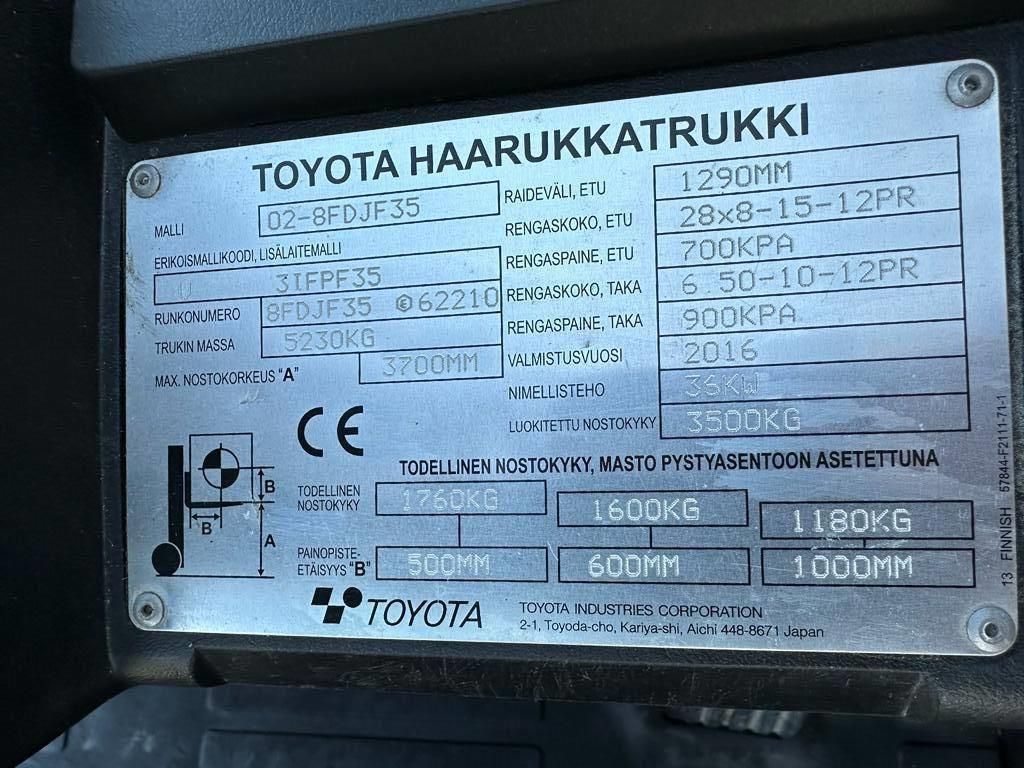 TOYOTA HAARUKKATRUKKI
MALLI 02-8FDJF35
ERIKOISMALLIKOODI, LISÄLAITEMALLI
3IFPF35
RUNKONUMERO 8FDJF35 E 62210
TRUKIN MASSA 5230KG
MAX. NOSTOKORKEUS "A" 3700MM
RAIDEVÄLI, ETU 1290MM
RENGASKOKO, ETU 28x8-15-12PR
RENGASPAINE, ETU 700KPA
RENGASKOKO, TAKA 6.50-10-12PR
RENGASPAINE, TAKA 900KPA
VALMISTUSVUOSI 2016
NIMELLISTEHO 36KW
LUOKITETTU NOSTOKYKY 3500KG
CE
B
B
A
TODELLINEN NOSTOKYKY, MASTO PYSTYASENTOON ASETETTUNA
TODELLINEN NOSTOKYKY 1760KG 1600KG 1180KG
PAINOPISTE-
ETÄISYYS "B" 500MM 600MM 1000MM
TOYOTA
TOYOTA INDUSTRIES CORPORATION
2-1, Toyoda-cho, Kariya-shi, Aichi 448-8671 Japan
13 FINNISH 57844-F2111-71-1